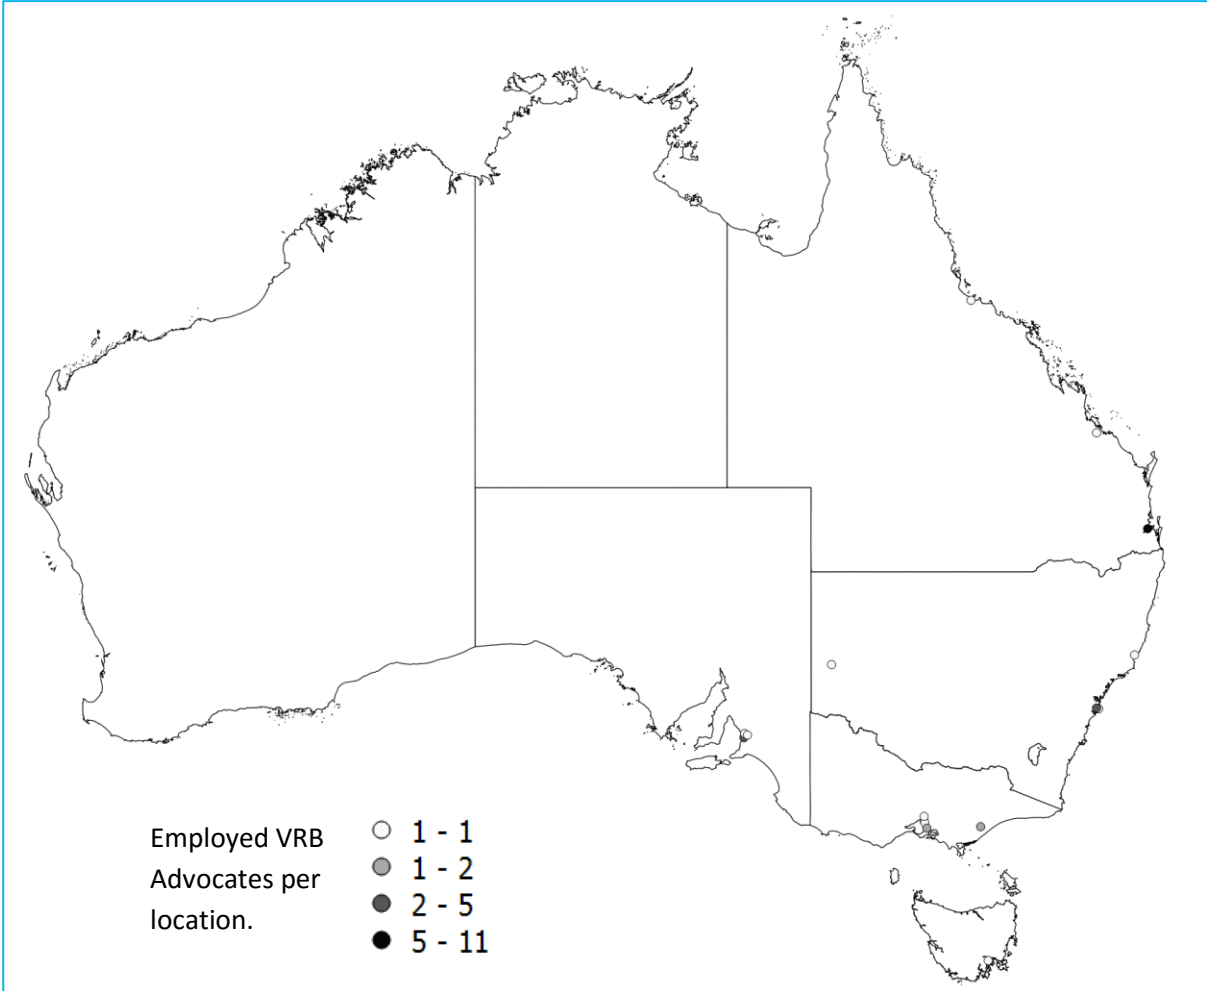 Employed VRB
Advocates per
location.
1 - 1
1 - 2
2 - 5
5 - 11